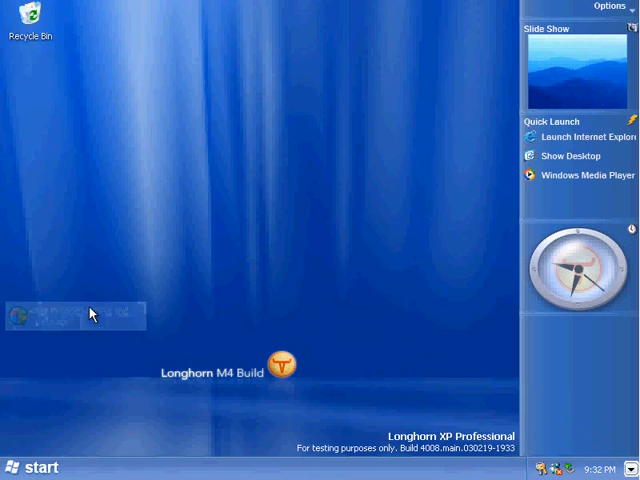 Options
Recycle Bin
Slide Show
Quick Launch
Launch Internet Explor
Show Desktop
Windows Media Player
Longhorn M4 Build
Longhorn XP Professional
For testing purposes only. Build 4008.main.030219-1933
start
9:32 PM